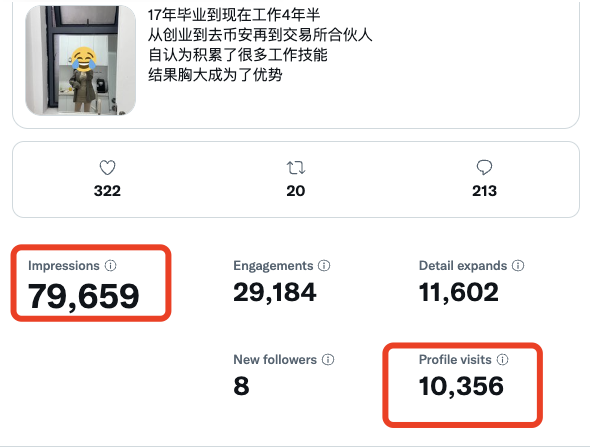 17年毕业到现在工作4年半
从创业到去币安再到交易所合伙人
自认为积累了很多工作技能
结果胸大成为了优势
322 20 213
Impressions Engagements Detail expands
79,659 29,184 11,602
New followers Profile visits
8 10,356